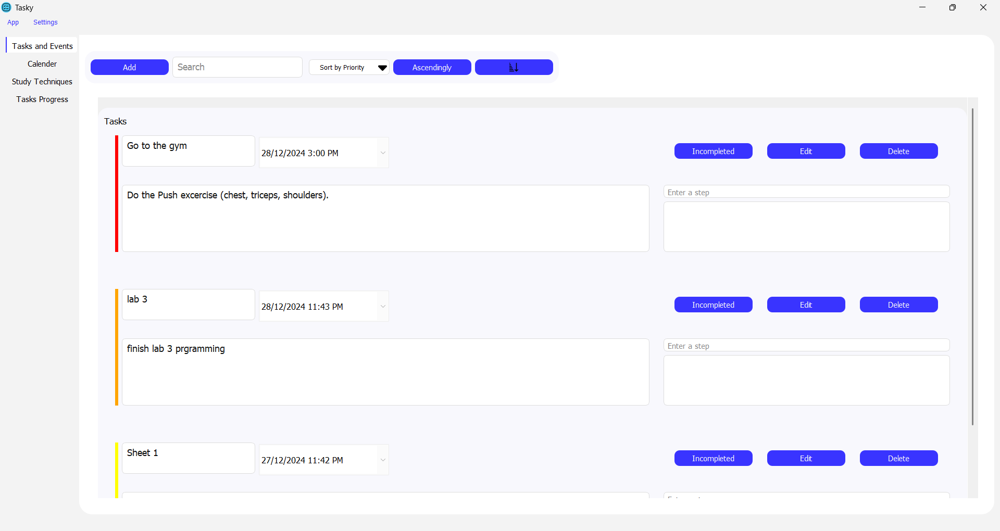 Tasky
App Settings
Tasks and Events
Calender
Study Techniques
Tasks Progress
Add Search Sort by Priority Ascendingly
Tasks
Go to the gym 28/12/2024 3:00 PM Incompleted Edit Delete
Do the Push excercise (chest, triceps, shoulders). Enter a step
lab 3 28/12/2024 11:43 PM Incompleted Edit Delete
finish lab 3 prgramming Enter a step
Sheet 1 27/12/2024 11:42 PM Incompleted Edit Delete